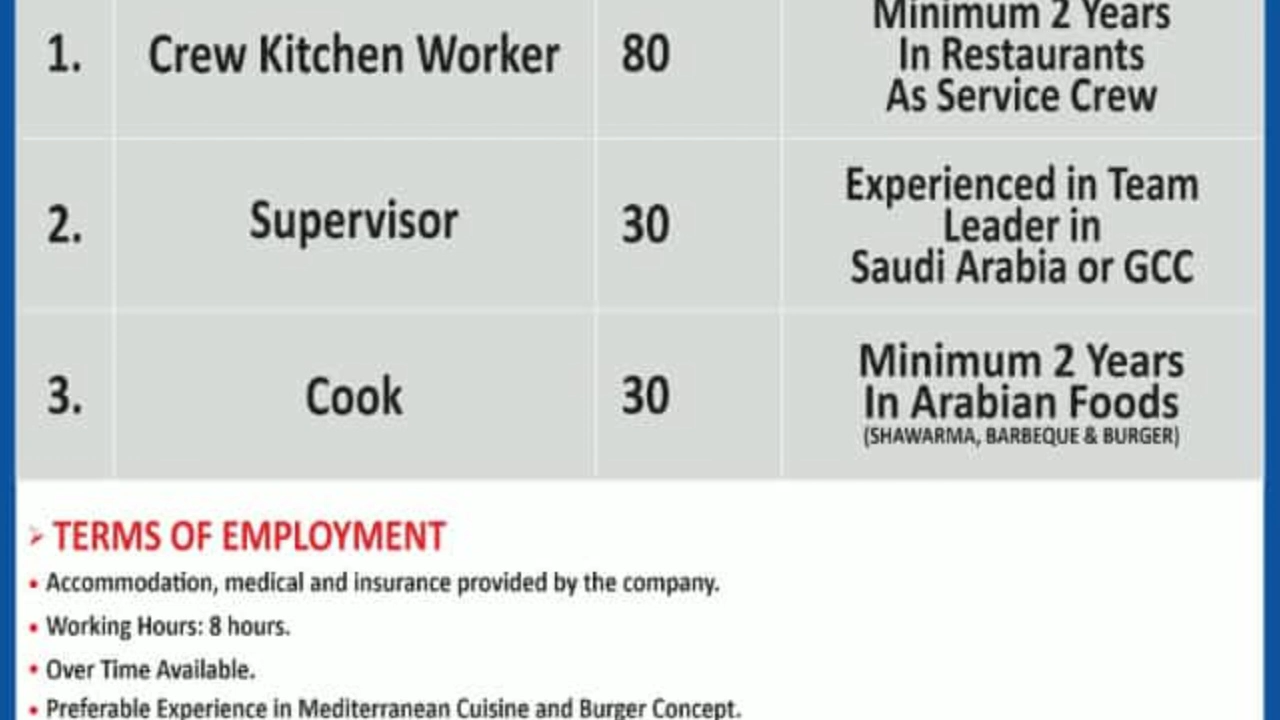 Minimum 2 Years
In Restaurants
As Service Crew
1. Crew Kitchen Worker 80
Experienced in Team
Leader in
Saudi Arabia or GCC
2. Supervisor 30
Minimum 2 Years
In Arabian Foods
(SHAWARMA, BARBEQUE & BURGER)
3. Cook 30
TERMS OF EMPLOYMENT
• Accommodation, medical and insurance provided by the company.
• Working Hours: 8 hours.
• Over Time Available.
• Preferable Experience in Mediterranean Cuisine and Burger Concept.